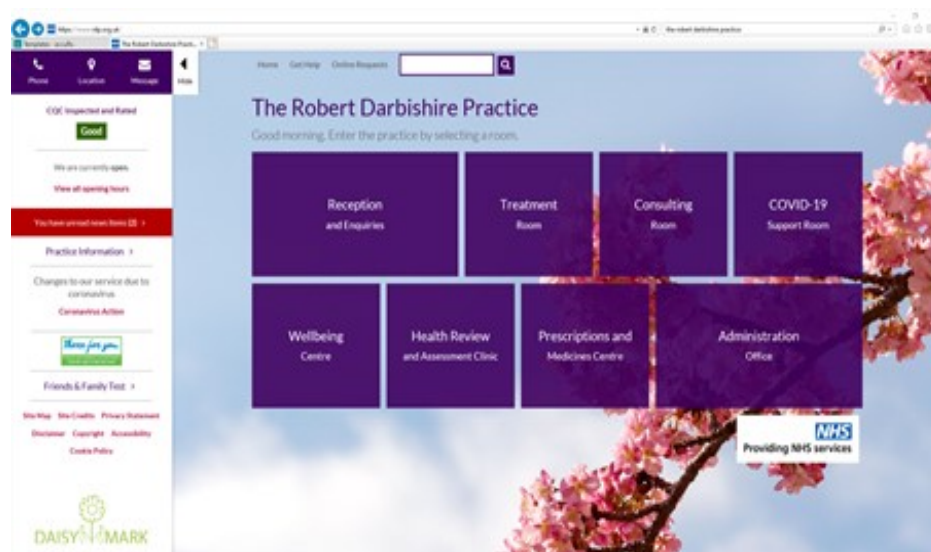 the robert darbishire practice
Phone
Location
Message
Hide
CQC Inspected and Rated
Good
We are currently open.
View all opening hours
You have unread news items (2) >
Practice Information >
Changes to our service due to
coronavirus
Coronavirus Action
Friends & Family Test >
Site Map Site Credits Privacy Statement
Disclaimer Copyright Accessibility
Cookie Policy
DAISY MARK
Home Get Help Online Requests
The Robert Darbishire Practice
Good morning. Enter the practice by selecting a room.
Reception
and Enquiries
Treatment
Room
Consulting
Room
COVID-19
Support Room
Wellbeing
Centre
Health Review
and Assessment Clinic
Prescriptions and
Medicines Centre
Administration
Office
NHS
Providing NHS services